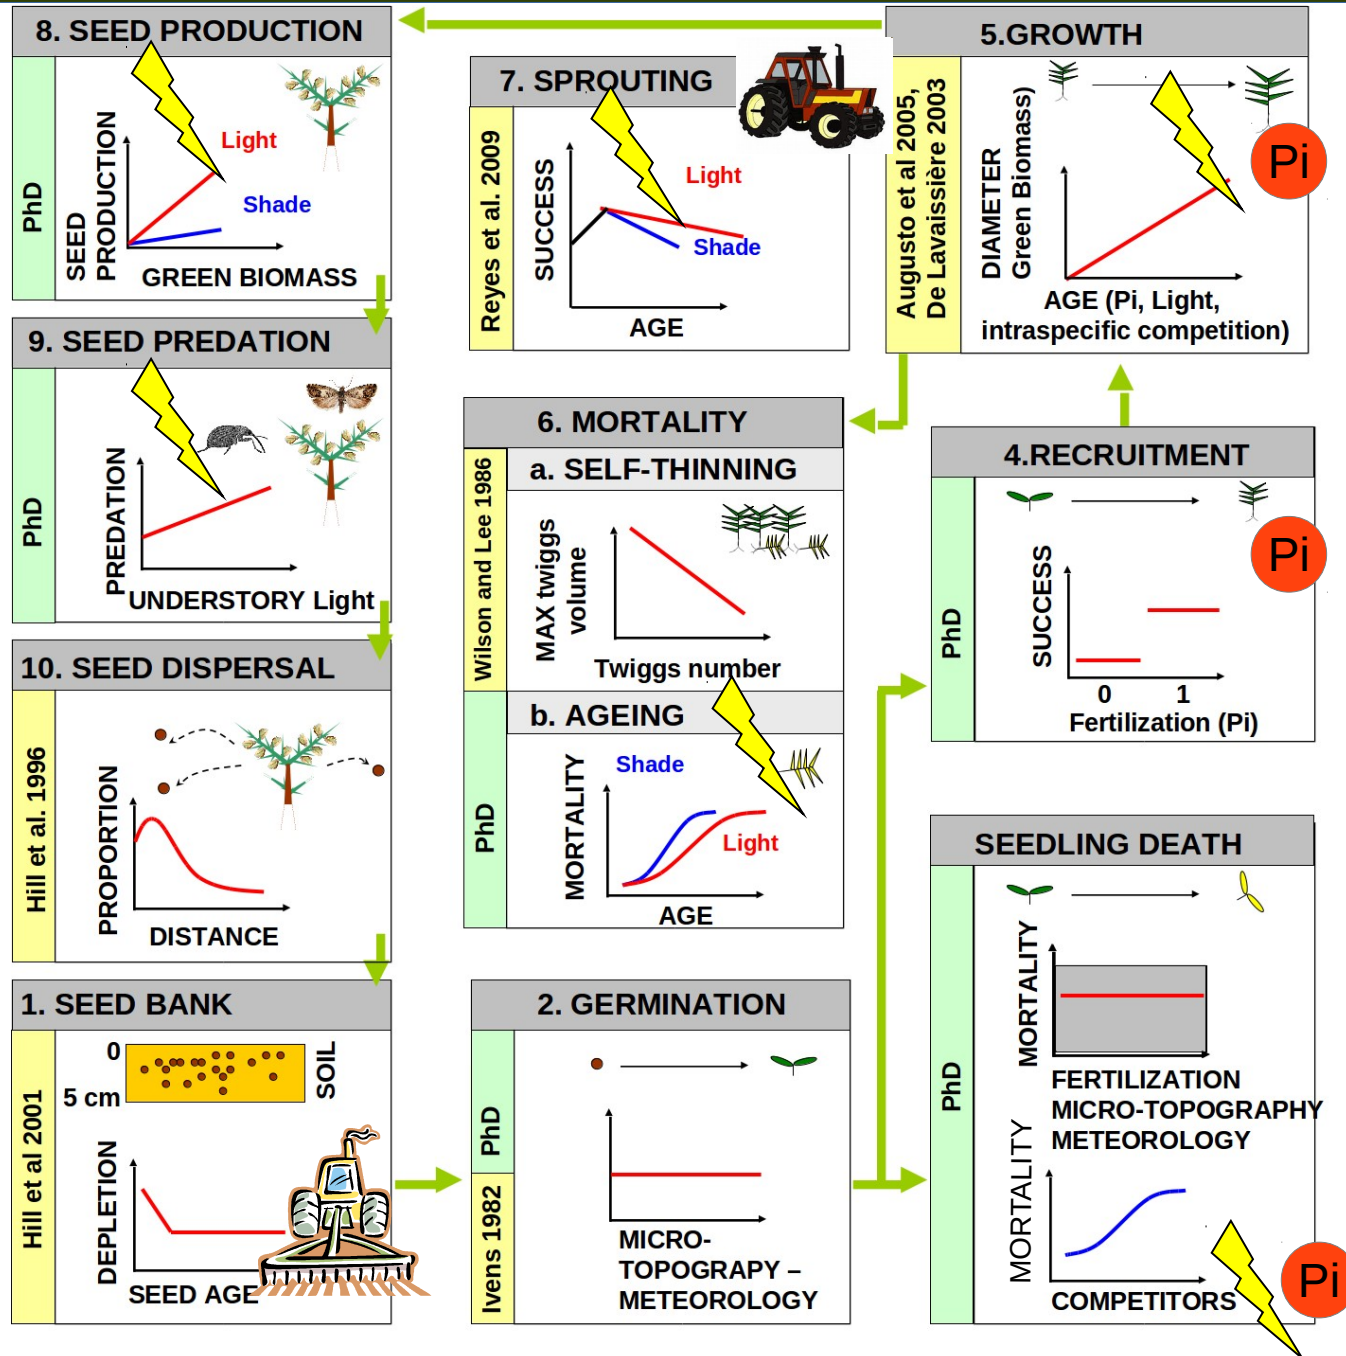 8. SEED PRODUCTION
PhD
SEED
PRODUCTION
Light
Shade
GREEN BIOMASS
7. SPROUTING
Reyes et al. 2009
SUCCESS
Light
Shade
AGE
5.GROWTH
Augusto et al 2005,
De Lavaissière 2003
DIAMETER
Green Biomass)
Pi
AGE (Pi, Light,
intraspecific competition)
9. SEED PREDATION
PhD
PREDATION
UNDERSTORY Light
6. MORTALITY
Wilson and Lee 1986
a. SELF-THINNING
MAX twiggs
volume
Twiggs number
PhD
b. AGEING
MORTALITY
Shade
Light
AGE
4.RECRUITMENT
PhD
SUCCESS
Pi
0 1
Fertilization (Pi)
10. SEED DISPERSAL
Hill et al. 1996
PROPORTION
DISTANCE
1. SEED BANK
Hill et al 2001
0
5 cm
SOIL
DEPLETION
SEED AGE
2. GERMINATION
PhD
Ivens 1982
MICRO-
TOPOGRAPY –
METEOROLOGY
SEEDLING DEATH
PhD
MORTALITY
FERTILIZATION
MICRO-TOPOGRAPHY
METEOROLOGY
MORTALITY
COMPETITORS
Pi